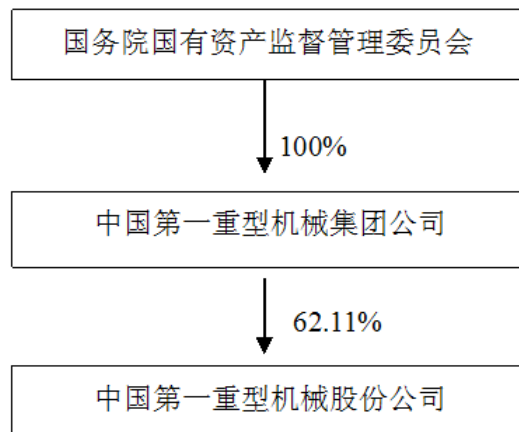 国务院国有资产监督管理委员会
100%
中国第一重型机械集团公司
62.11%
中国第一重型机械股份公司